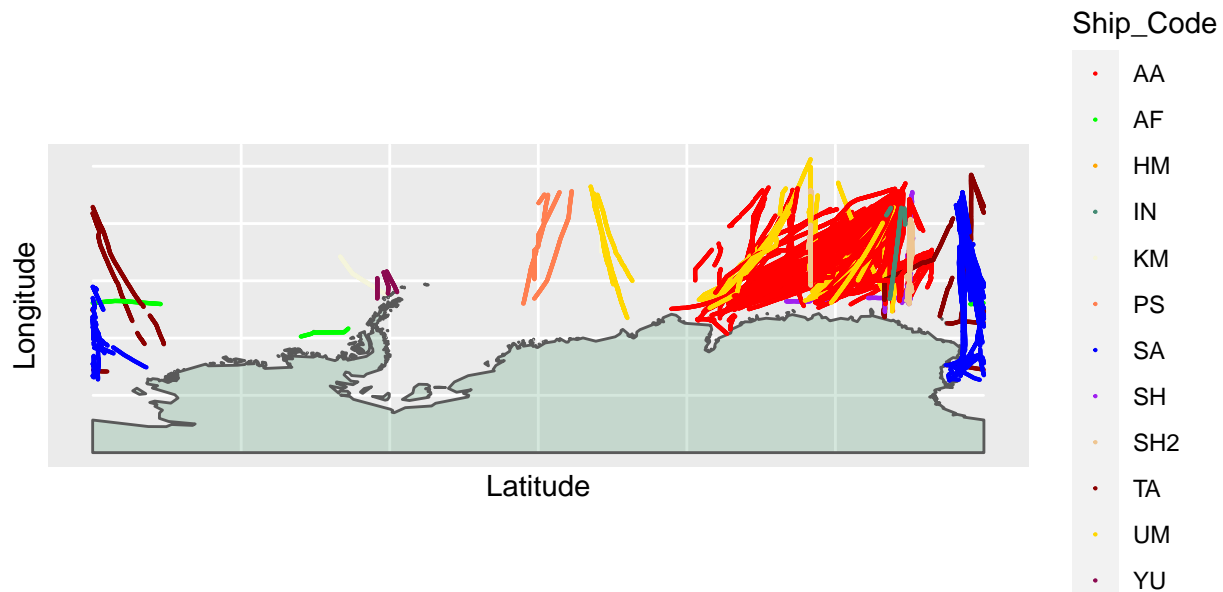 Ship_Code
AA
AF
HM
IN
KM
PS
SA
SH
SH2
TA
UM
YU
Longitude
Latitude